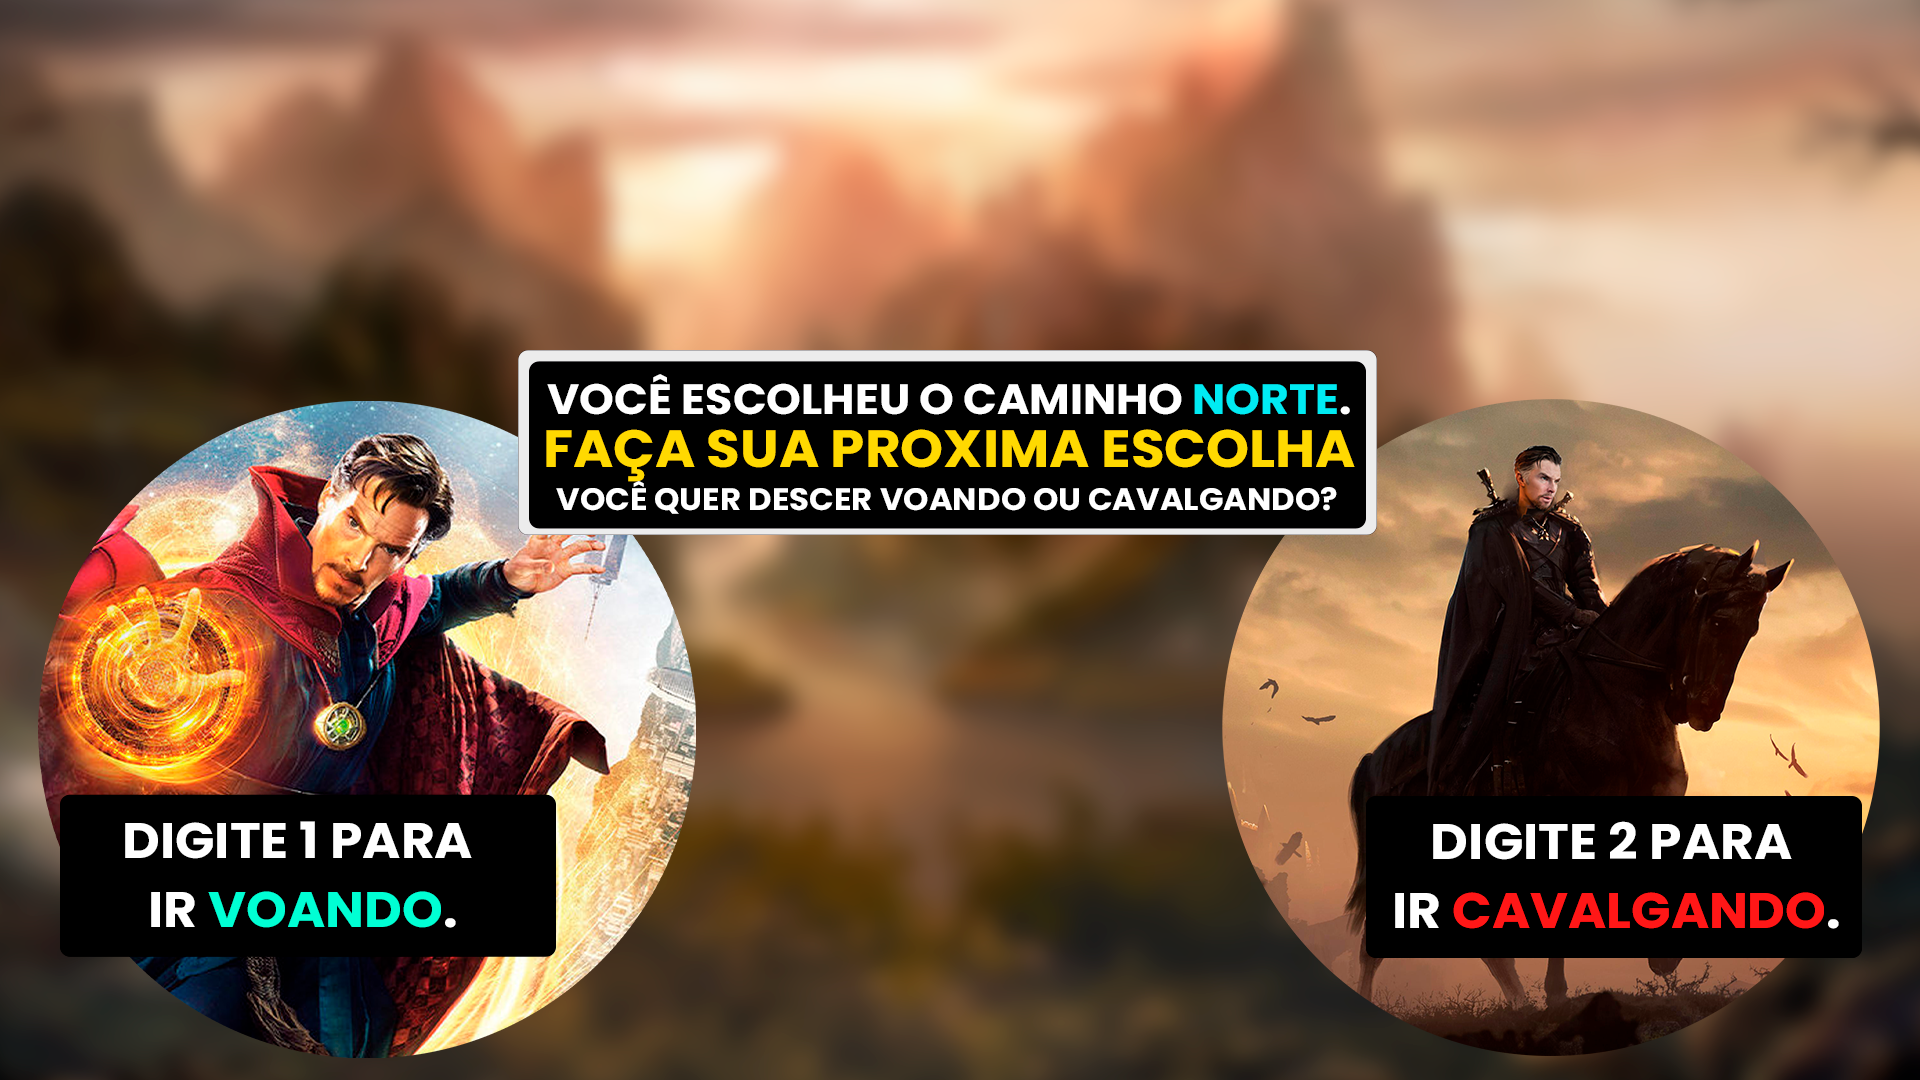 VOCÊ ESCOLHEU O CAMINHO NORTE.
FAÇA SUA PROXIMA ESCOLHA
VOCÊ QUER DESCER VOANDO OU CAVALGANDO?
DIGITE 1 PARA
IR VOANDO.
DIGITE 2 PARA
IR CAVALGANDO.